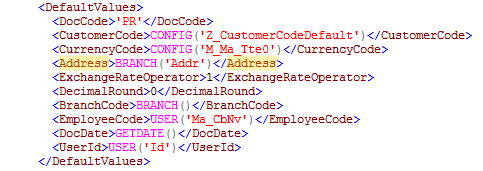 <DefaultValues>
<DocCode>'PR'</DocCode>
<CustomerCode>CONFIG('Z_CustomerCodeDefault')</CustomerCode>
<CurrencyCode>CONFIG('M_Ma_Tte0')</CurrencyCode>
<Address>BRANCH('Addr')</Address>
<ExchangeRateOperator>1</ExchangeRateOperator>
<DecimalRound>0</DecimalRound>
<BranchCode>BRANCH()</BranchCode>
<EmployeeCode>USER('Ma_CbNv')</EmployeeCode>
<DocDate>GETDATE()</DocDate>
<UserId>USER('Id')</UserId>
</DefaultValues>